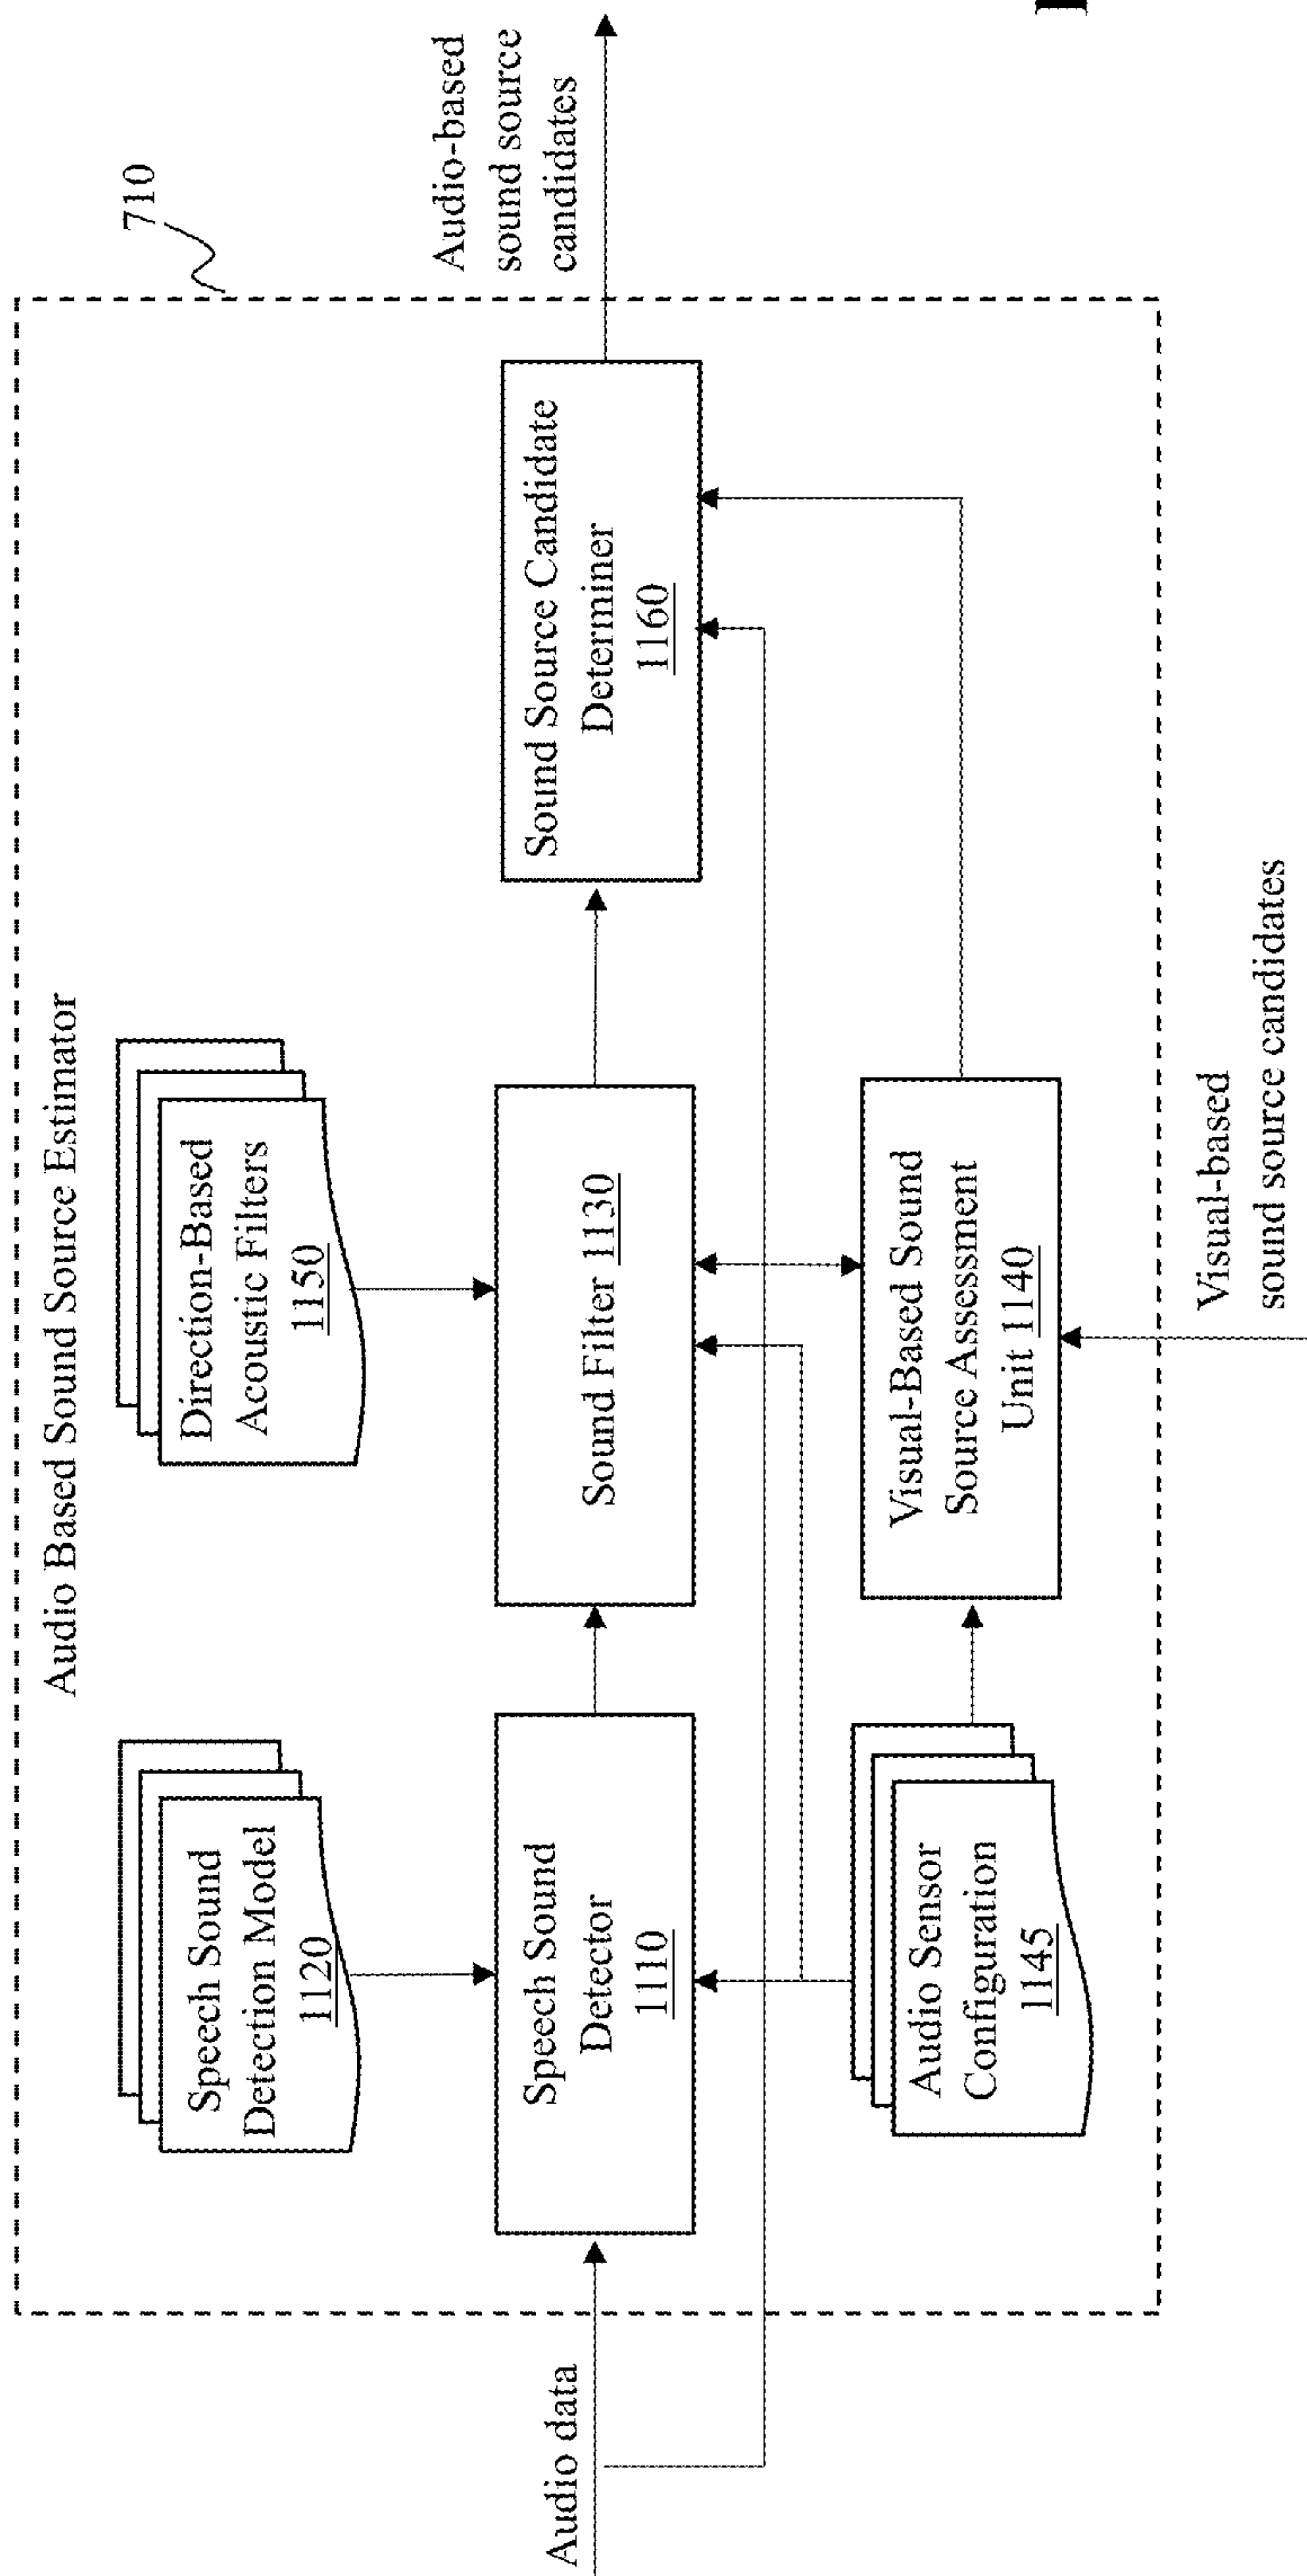 Audio Based Sound Source Estimator
710
Speech Sound
Detection Model
1120
Direction-Based
Acoustic Filters
1150
Audio data
Speech Sound
Detector
1110
Sound Filter 1130
Sound Source Candidate
Determiner
1160
Audio-based
sound source
candidates
Audio Sensor
Configuration
1145
Visual-Based Sound
Source Assessment
Unit 1140
Visual-based
sound source candidates